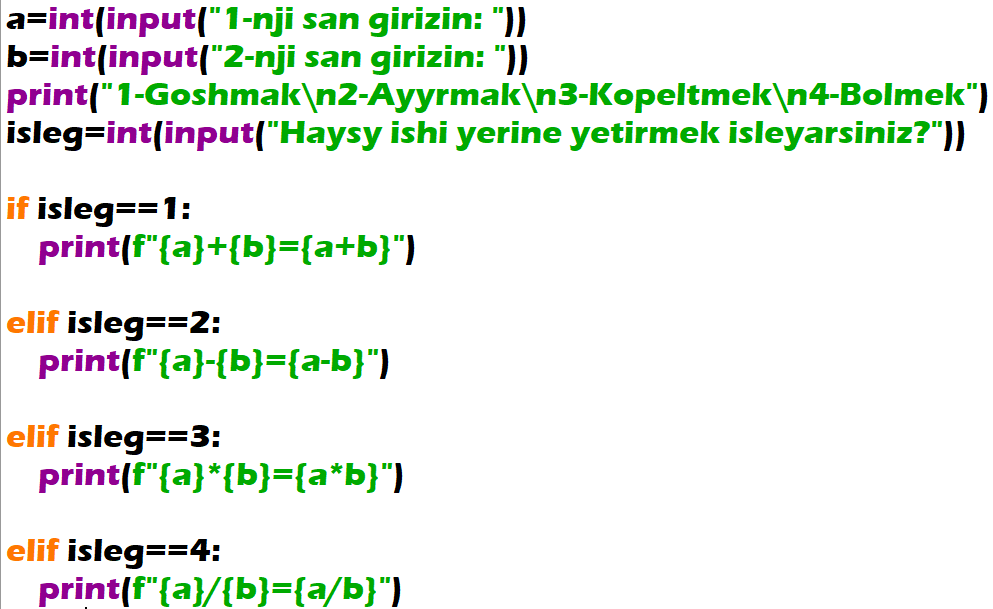 a=int(input("1-nji san girizin: "))
b=int(input("2-nji san girizin: "))
print("1-Goshmak\n2-Ayyrmak\n3-Kopeltmek\n4-Bolmek")
isleg=int(input("Haysy ishi yerine yetirmek isleyarsiniz?"))
if isleg==1:
    print(f"{a}+{b}={a+b}")
elif isleg==2:
    print(f"{a}-{b}={a-b}")
elif isleg==3:
    print(f"{a}*{b}={a*b}")
elif isleg==4:
    print(f"{a}/{b}={a/b}")